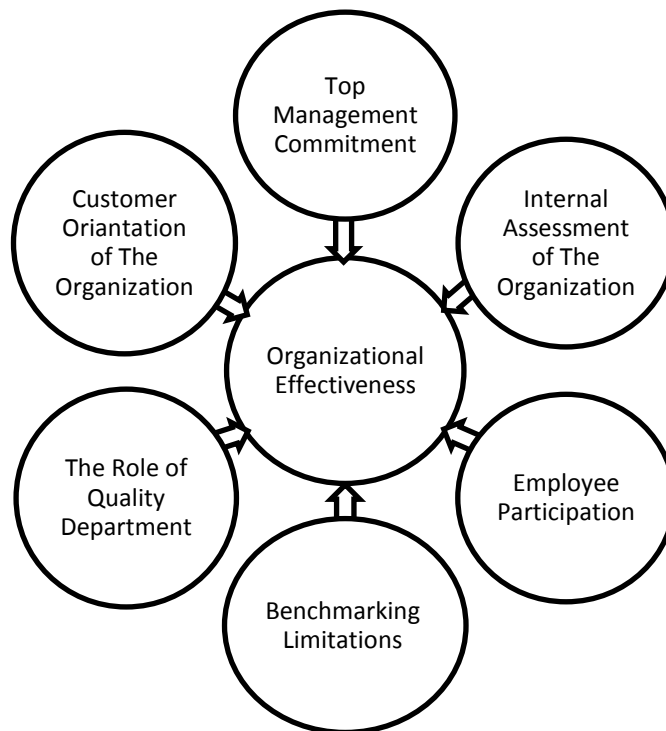 Top
Management
Commitment
Customer
Oriantation
of The
Organization
Internal
Assessment
of The
Organization
Organizational
Effectiveness
The Role of
Quality
Department
Employee
Participation
Benchmarking
Limitations